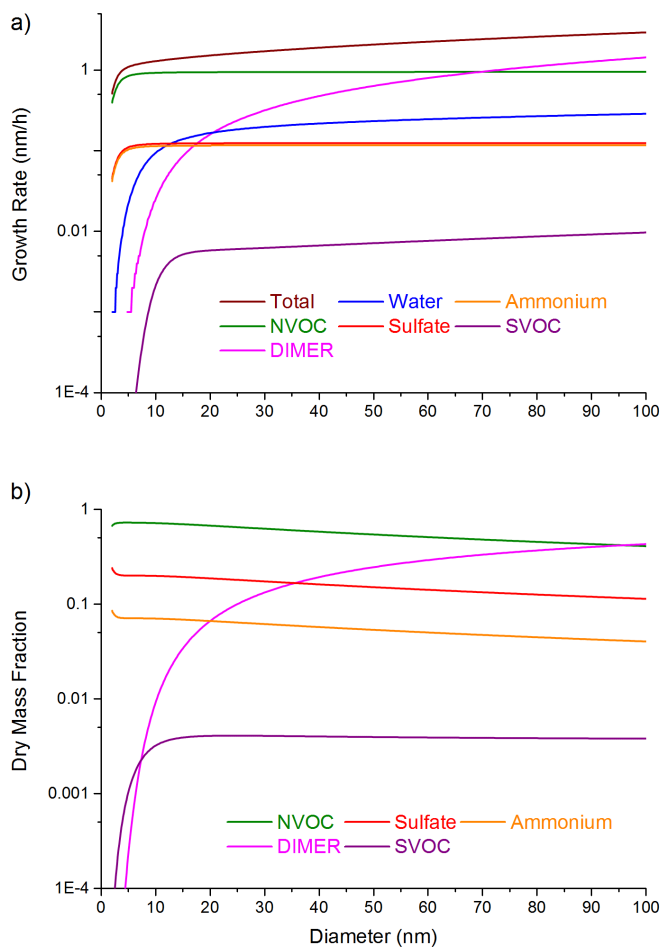 a)
Growth Rate (nm/h)
1
0.01
1E-4
Total Water Ammonium
NVOC Sulfate SVOC
DIMER
0 10 20 30 40 50 60 70 80 90 100
b)
Dry Mass Fraction
1
0.1
0.01
0.001
1E-4
NVOC Sulfate Ammonium
DIMER SVOC
0 10 20 30 40 50 60 70 80 90 100
Diameter (nm)